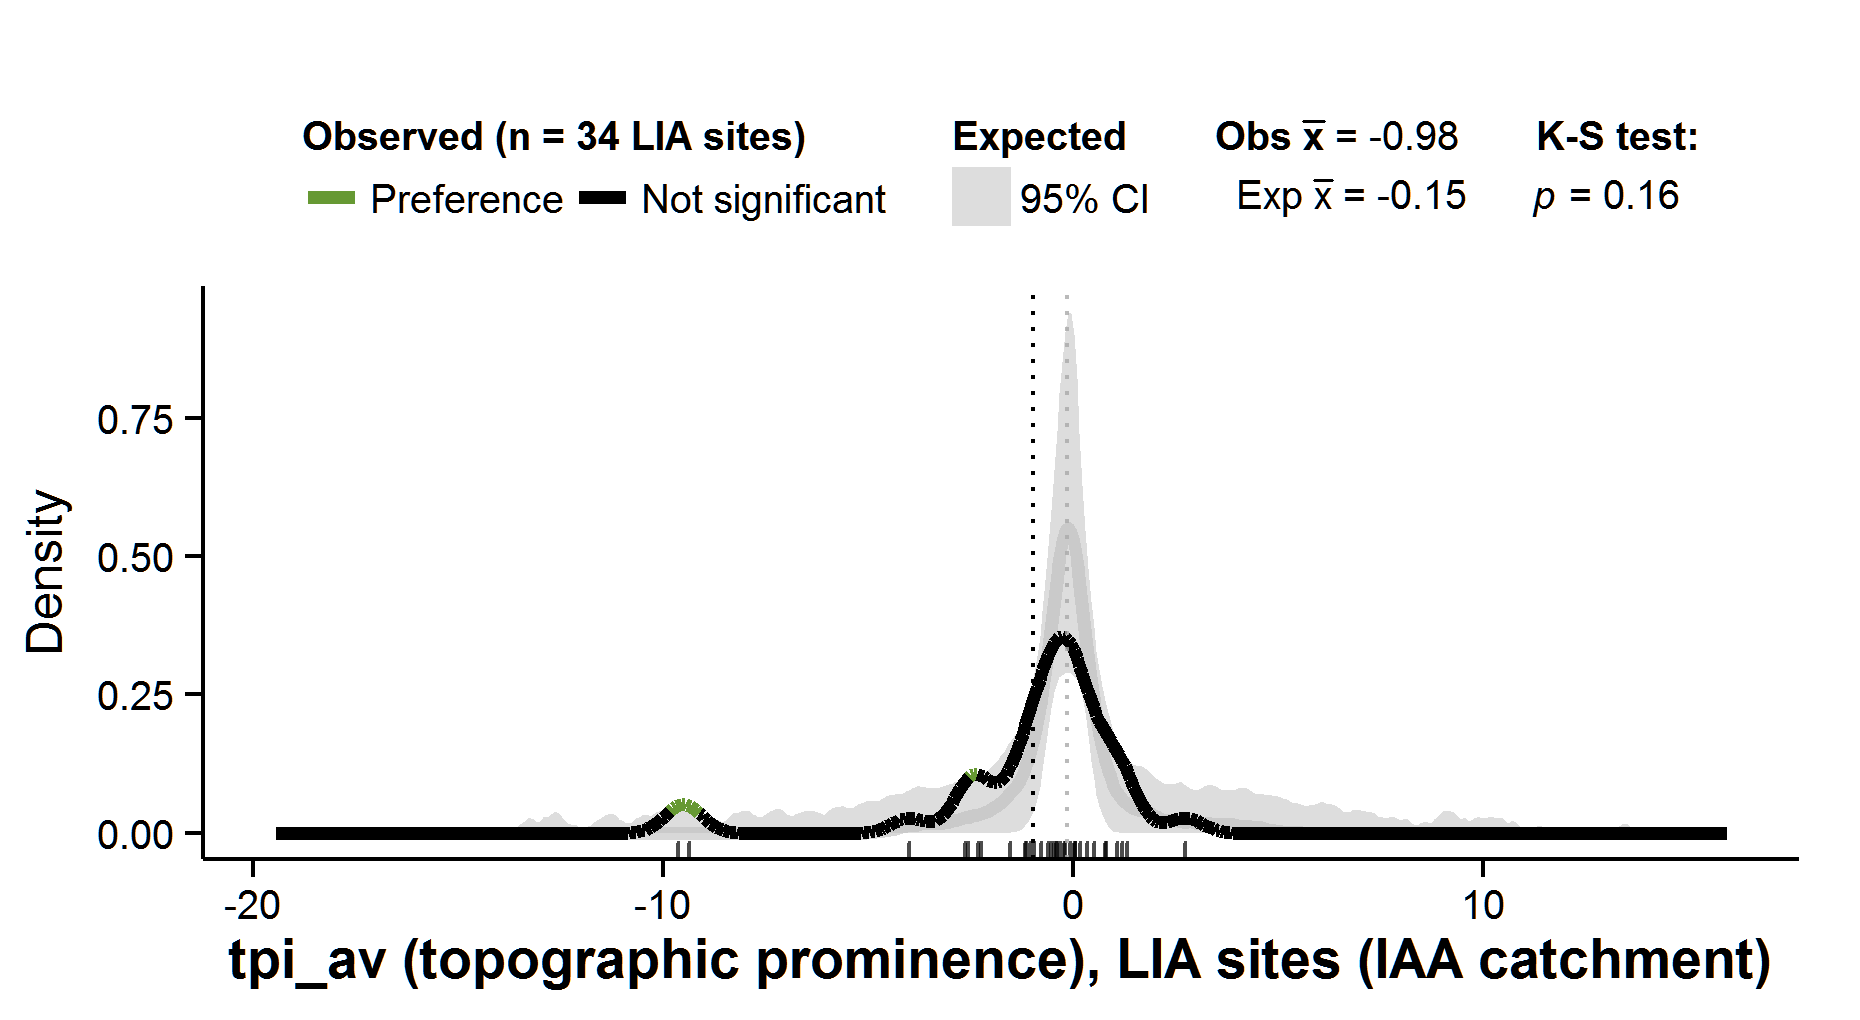 Observed (n = 34 LIA sites) Expected Obs x̅ = -0.98 K-S test:
Preference Not significant 95% CI Exp x̅ = -0.15 p = 0.16
0.75
0.50
0.25
0.00
Density
-20 -10 0 10
tpi_av (topographic prominence), LIA sites (IAA catchment)